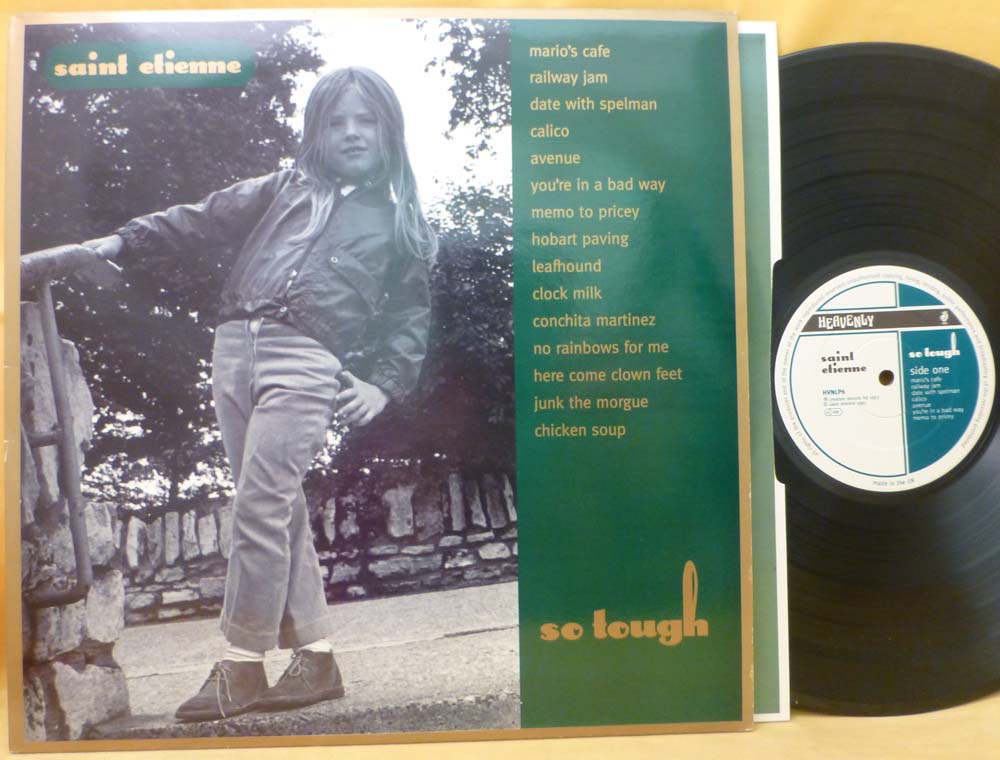 saint etienne
mario's cafe
railway jam
date with spelman
calico
avenue
you're in a bad way
memo to pricey
hobart paving
leafhound
clock milk
conchita martinez
no rainbows for me
here come clown feet
junk the morgue
chicken soup
so tough
HEAVENLY
saint
etienne
HVNLP6
so tough
side one
mario's cafe
railway jam
date with spelman
calico
avenue
you're in a bad way
memo to pricey
made in the UK